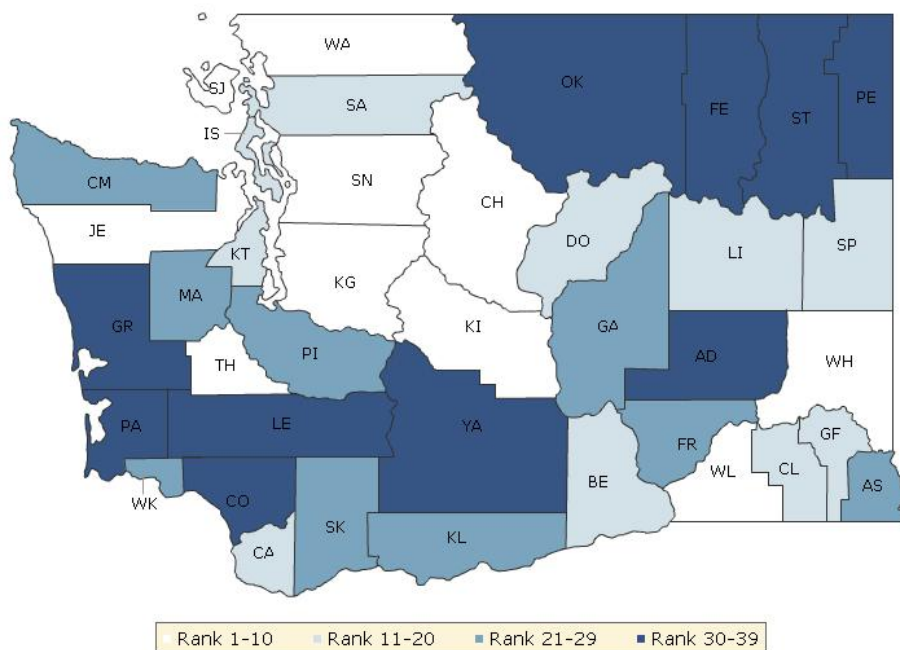 WA
OK
FE
ST
PE
SJ
SA
IS
SN
CM
CH
JE
KT
DO
LI
SP
KG
MA
GR
KI
GA
PI
TH
AD
WH
PA
LE
YA
FR
GF
WL
CL
BE
AS
WK
CO
SK
KL
CA
Rank 1-10 Rank 11-20 Rank 21-29 Rank 30-39